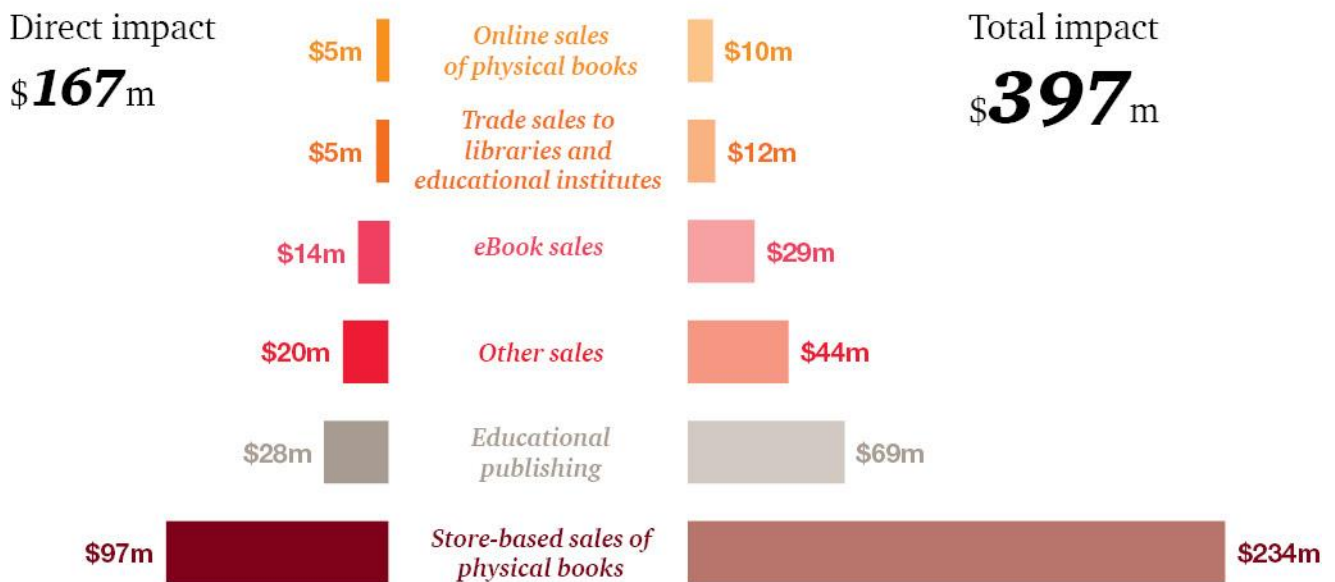 Direct impact
$167m
Total impact
$397m
$5m
Online sales
of physical books
$10m
$5m
Trade sales to
libraries and
educational institutes
$12m
$14m
eBook sales
$29m
$20m
Other sales
$44m
$28m
Educational
publishing
$69m
$97m
Store-based sales of
physical books
$234m